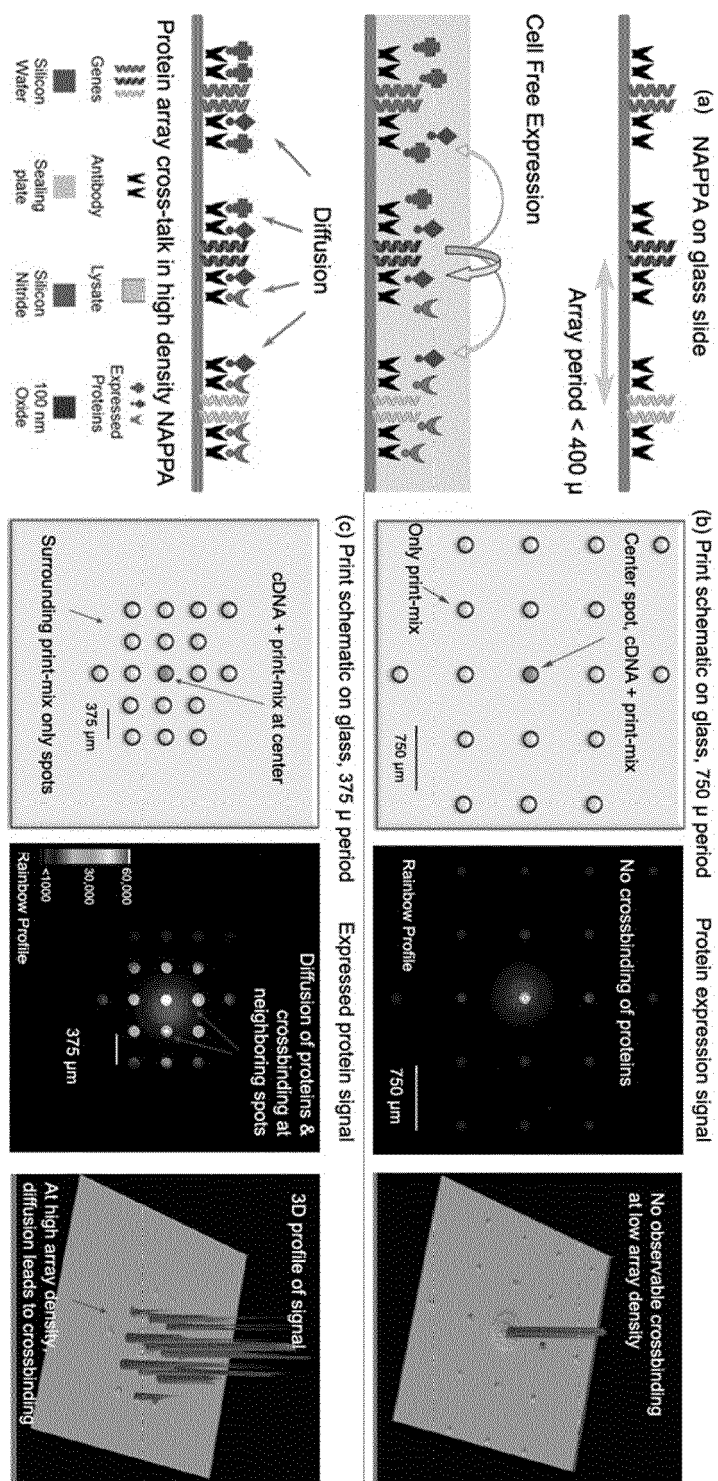 (a)   NAPPA on glass slide
Array period < 400 µ
Cell Free Expression
Diffusion
Protein array cross-talk in high density NAPPA
Genes
Antibody
Lysate
Expressed
Proteins
Silicon
Wafer
Sealing
plate
Silicon
Nitride
100 nm
Oxide
(b) Print schematic on glass, 750 µ period
Center spot, cDNA + print-mix
Only print-mix
750 µm
Protein expression signal
No crossbinding of proteins
Rainbow Profile
750 µm
No observable crossbinding
at low array density
(c) Print schematic on glass, 375 µ period
cDNA + print-mix at center
375 µm
Surrounding print-mix only spots
Expressed protein signal
Diffusion of proteins &
crossbinding at
neighboring spots
375 µm
60,000
30,000
<1000
Rainbow Profile
3D profile of signal
At high array density,
diffusion leads to crossbinding